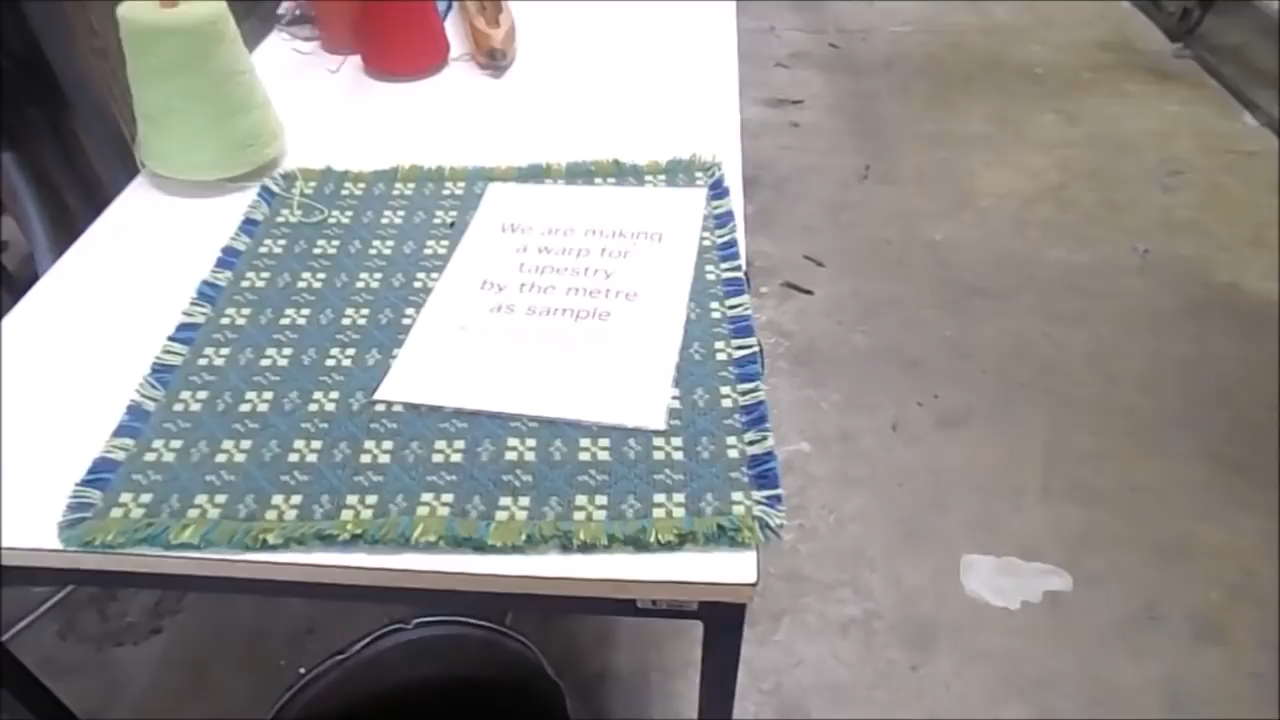 We are making
a warp for
tapestry
by the metre
as sample